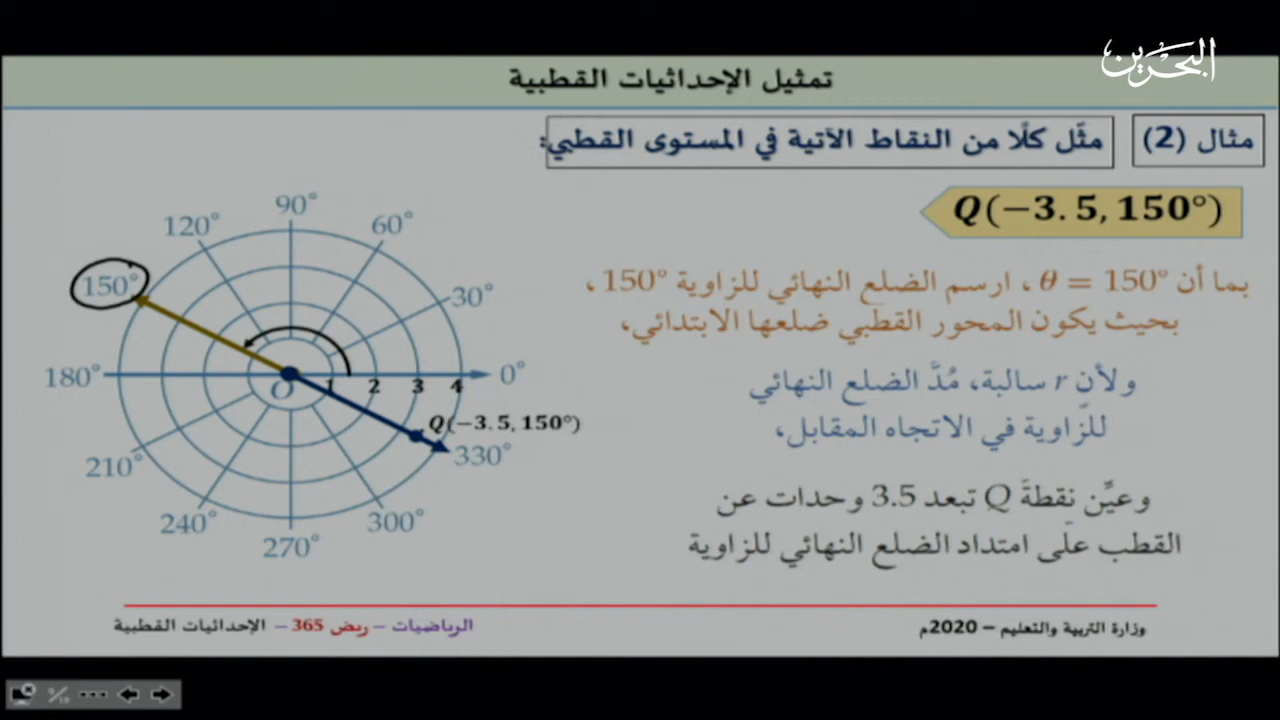 البحرين
تمثيل الإحداثيات القطبية
مثال (2)
مثّل كلًا من النقاط الآتية في المستوى القطبي:
Q(−3.5, 150°)
بما أن θ = 150° ، ارسم الضلع النهائي للزاوية 150° ،
بحيث يكون المحور القطبي ضلعها الابتدائي،
ولأن r سالبة، مُدَّ الضلع النهائي
للزّاوية في الاتجاه المقابل،
وعيِّن نقطةَ Q تبعد 3.5 وحدات عن
القطب على امتداد الضلع النهائي للزاوية
90°
120°
60°
150°
30°
180°
0°
O
1
2
3
4
Q(−3.5, 150°)
210°
330°
240°
300°
270°
وزارة التربية والتعليم – 2020م
الرياضيات – ريض 365 – الإحداثيات القطبية